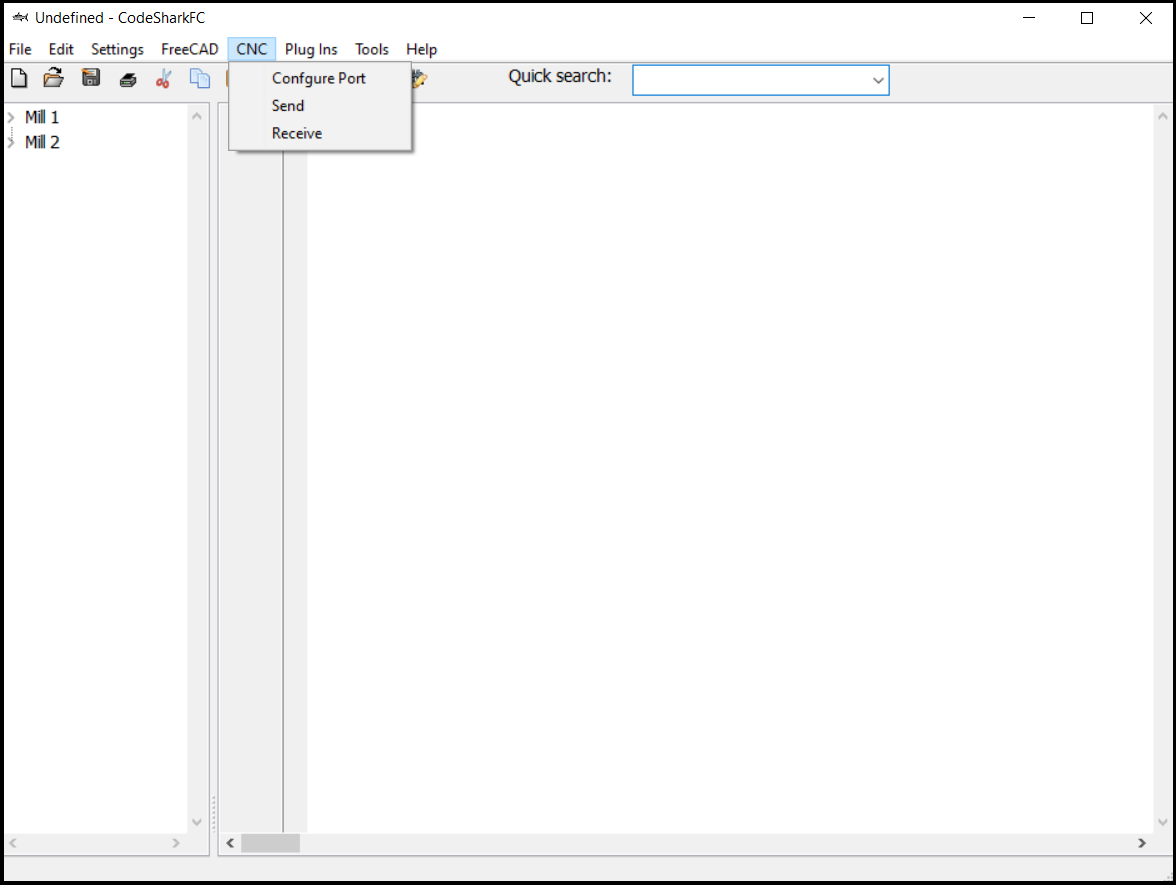 Undefined - CodeSharkFC
File Edit Settings FreeCAD CNC Plug Ins Tools Help
Quick search:
Confgure Port
Send
Receive
Mill 1
Mill 2